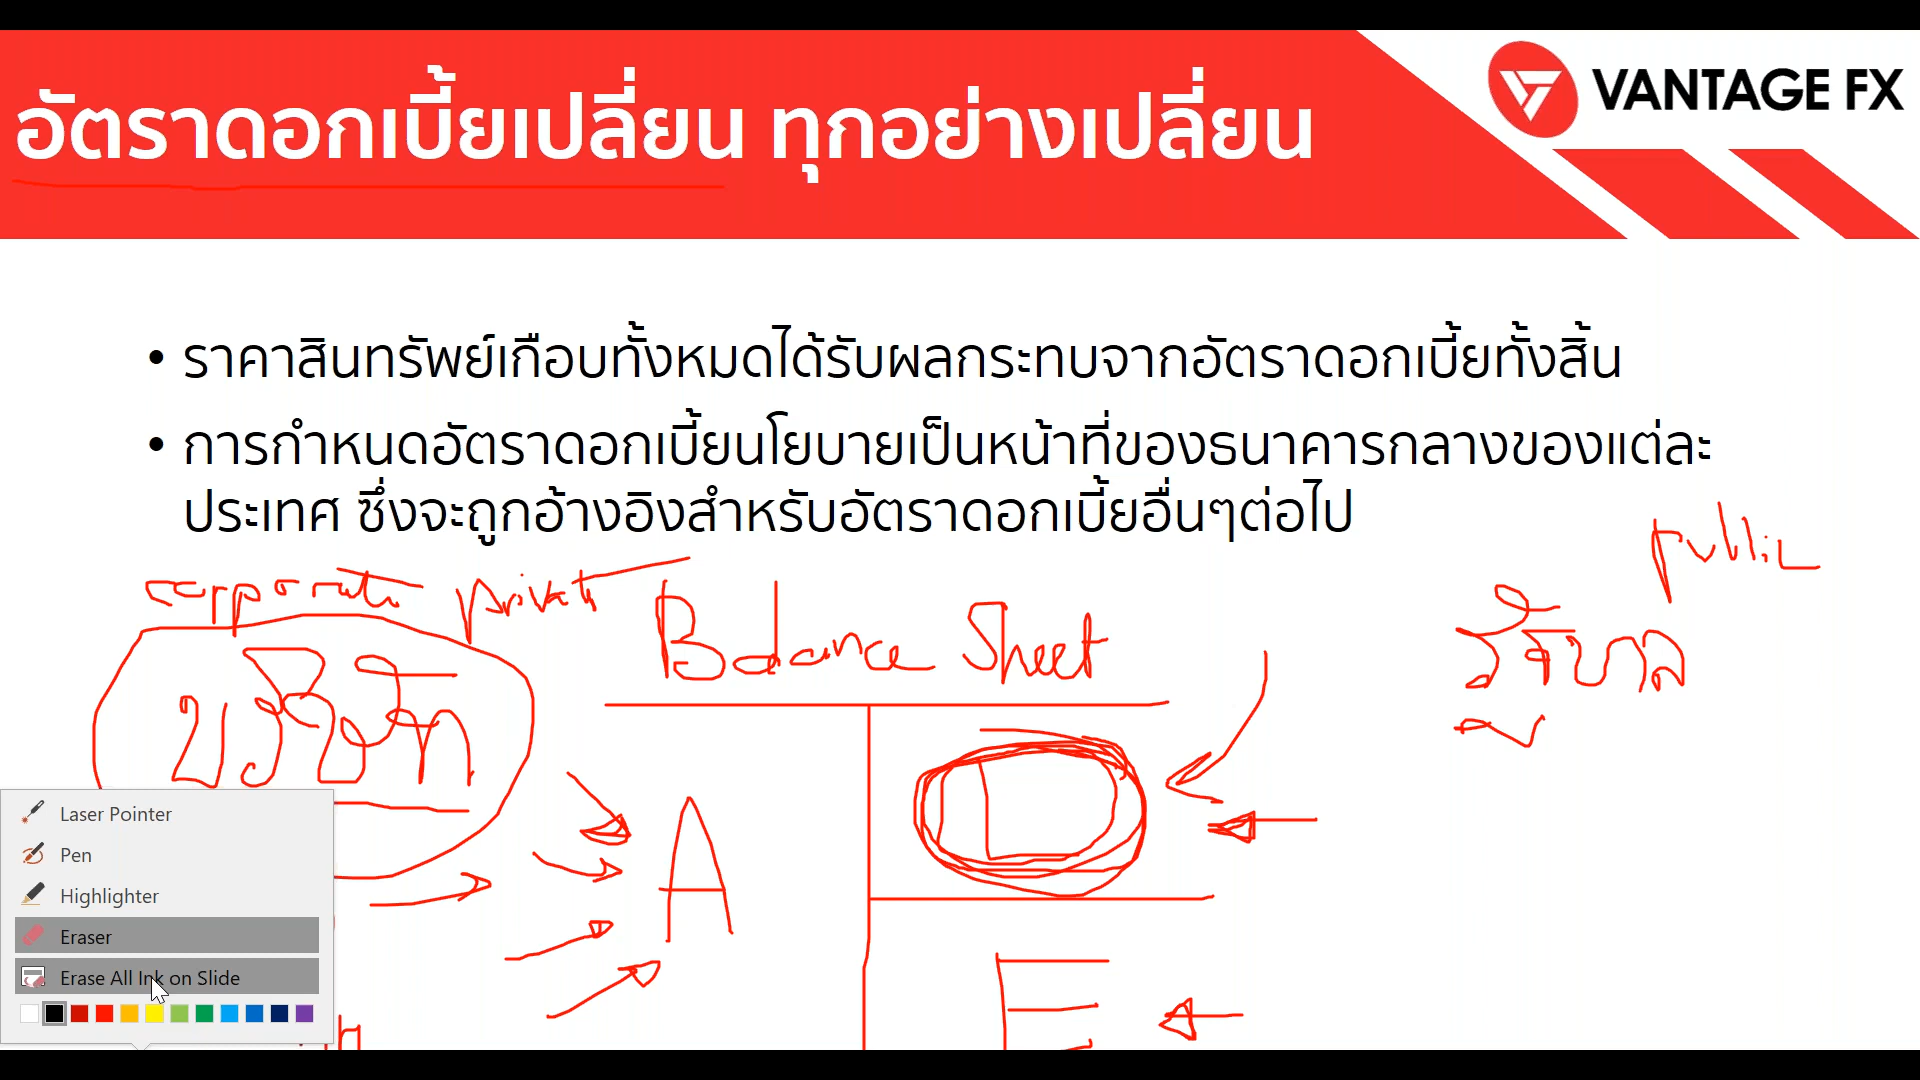 อัตราดอกเบี้ยเปลี่ยน ทุกอย่างเปลี่ยน
VANTAGE FX
• ราคาสินทรัพย์เกือบทั้งหมดได้รับผลกระทบจากอัตราดอกเบี้ยทั้งสิ้น
• การกำหนดอัตราดอกเบี้ยนโยบายเป็นหน้าที่ของธนาคารกลางของแต่ละ
ประเทศ ซึ่งจะถูกอ้างอิงสำหรับอัตราดอกเบี้ยอื่นๆต่อไป
public
corporate private
Balance Sheet
รัฐบาล
บริษัท
A
E
Laser Pointer
Pen
Highlighter
Eraser
Erase All Ink on Slide